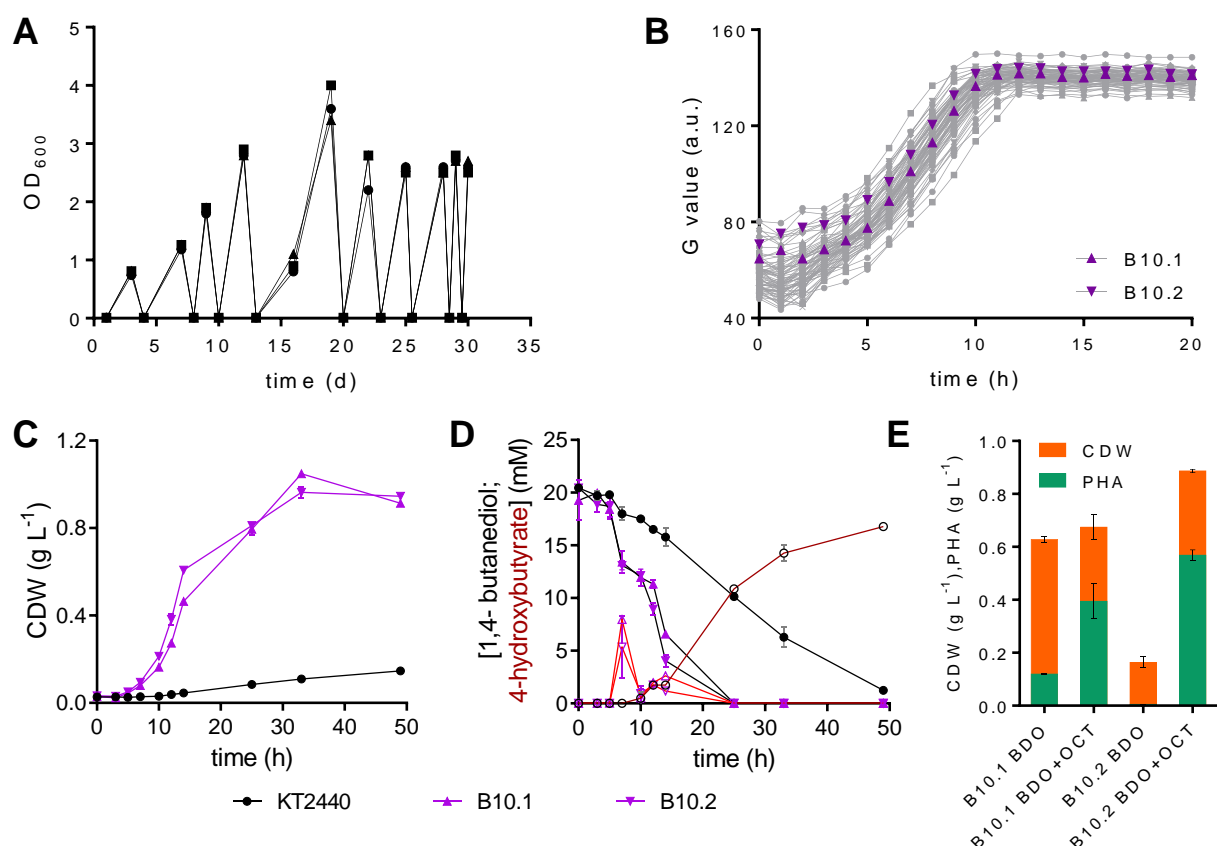 A
OD600
5
4
3
2
1
0
0 5 10 15 20 25 30 35
time (d)
B
G value (a.u.)
160
120
80
40
B10.1
B10.2
0 5 10 15 20
time (h)
C
CDW (g L-1)
1.2
0.8
0.4
0.0
0 10 20 30 40 50
time (h)
D
[1,4- butanediol;
4-hydroxybutyrate] (mM)
25
20
15
10
5
0
0 10 20 30 40 50
time (h)
KT2440 B10.1 B10.2
E
CDW (g L-1),PHA (g L-1)
1.0
0.8
0.6
0.4
0.2
0.0
CDW
PHA
B10.1 BDO
B10.1 BDO+OCT
B10.2 BDO
B10.2 BDO+OCT